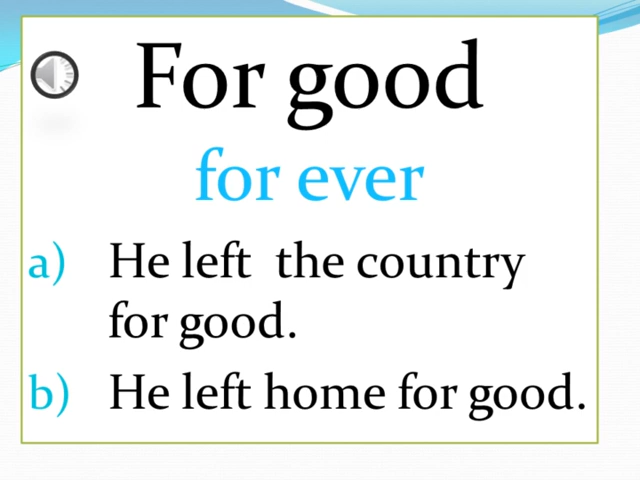 For good
for ever
a) He left the country
for good.
b) He left home for good.